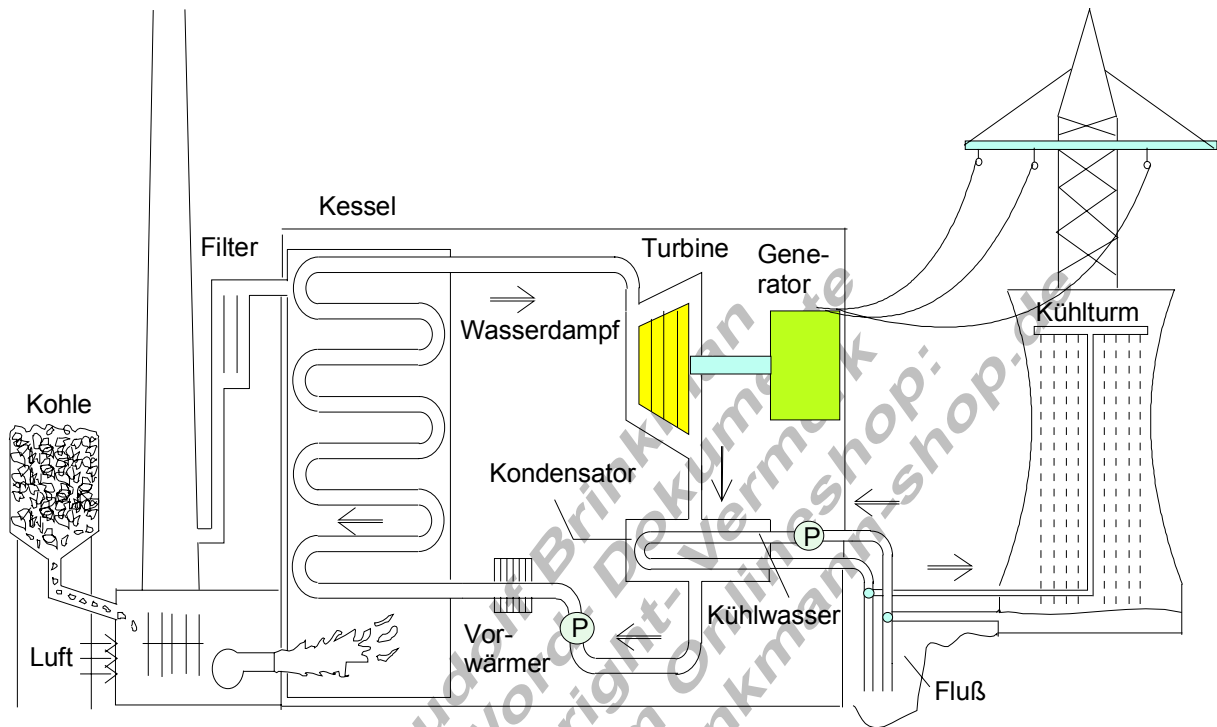 Kessel
Filter
Turbine
Gene-
rator
Kühlturm
Wasserdampf
Kohle
Kondensator
P
Kühlwasser
Vor-
wärmer
P
Luft
Fluß